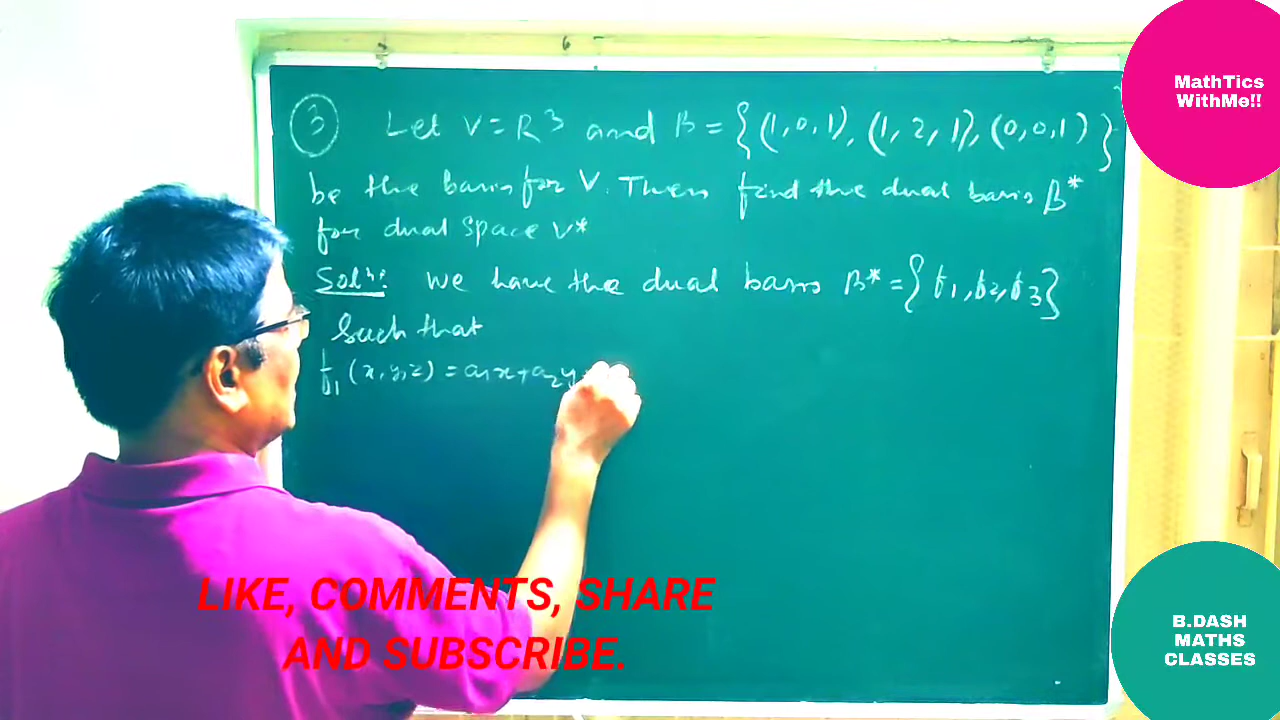 3 Let V = R^3 and B = {(1,0,1), (1,2,1), (0,0,1)}
be the basis for V. Then find the dual basis B*
for dual space V*
Soln: We have the dual basis B* = {f1, f2, f3}
Such that
f1(x,y,z) = a1x+a2y
MathTics
WithMe!!
LIKE, COMMENTS, SHARE
AND SUBSCRIBE.
B.DASH
MATHS
CLASSES